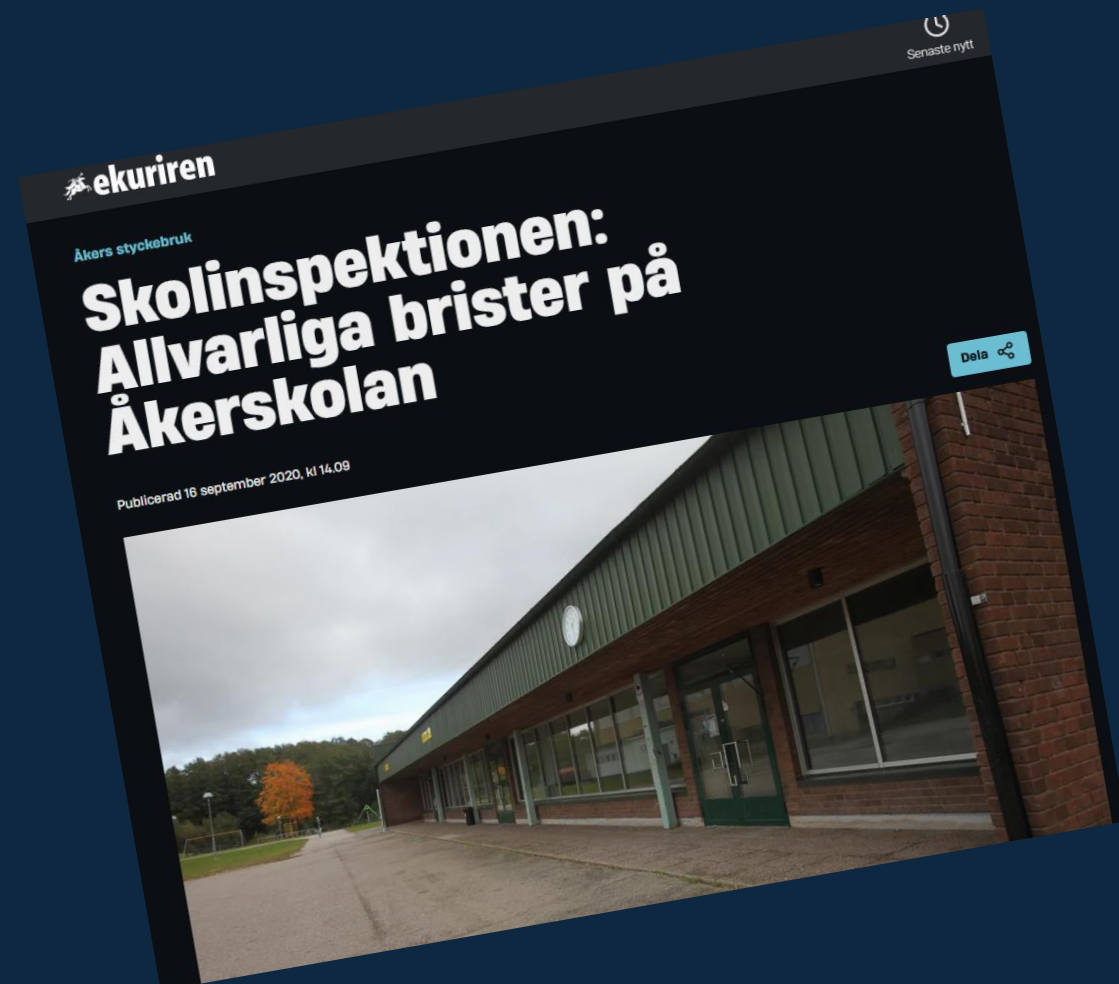 Senaste nytt
ekuriren
Åkers styckebruk
Skolinspektionen:
Allvarliga brister på
Åkerskolan
Dela
Publicerad 16 september 2020, kl 14.09